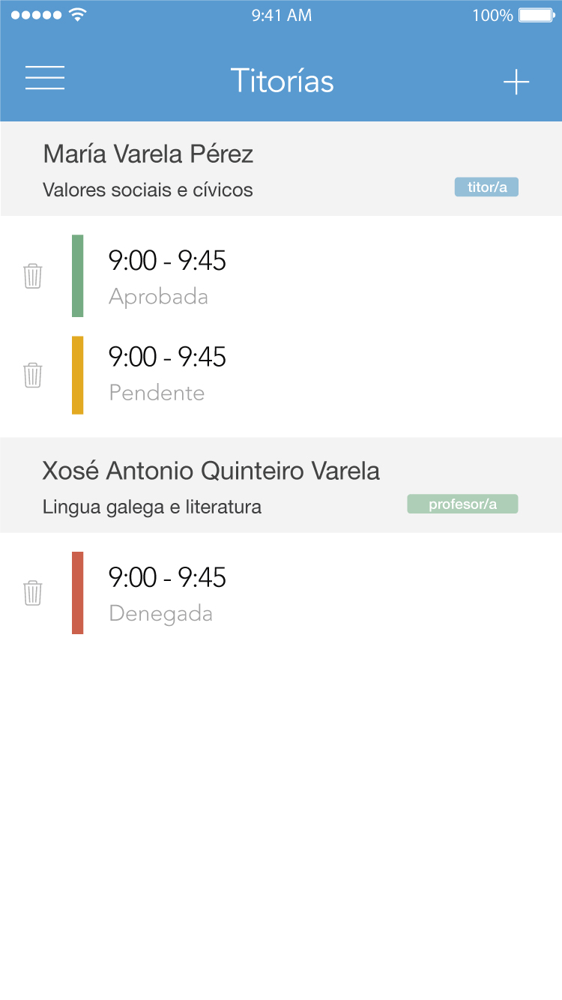 9:41 AM
100%
Titorías
María Varela Pérez
Valores sociais e cívicos
titor/a
9:00 - 9:45
Aprobada
9:00 - 9:45
Pendente
Xosé Antonio Quinteiro Varela
Lingua galega e literatura
profesor/a
9:00 - 9:45
Denegada